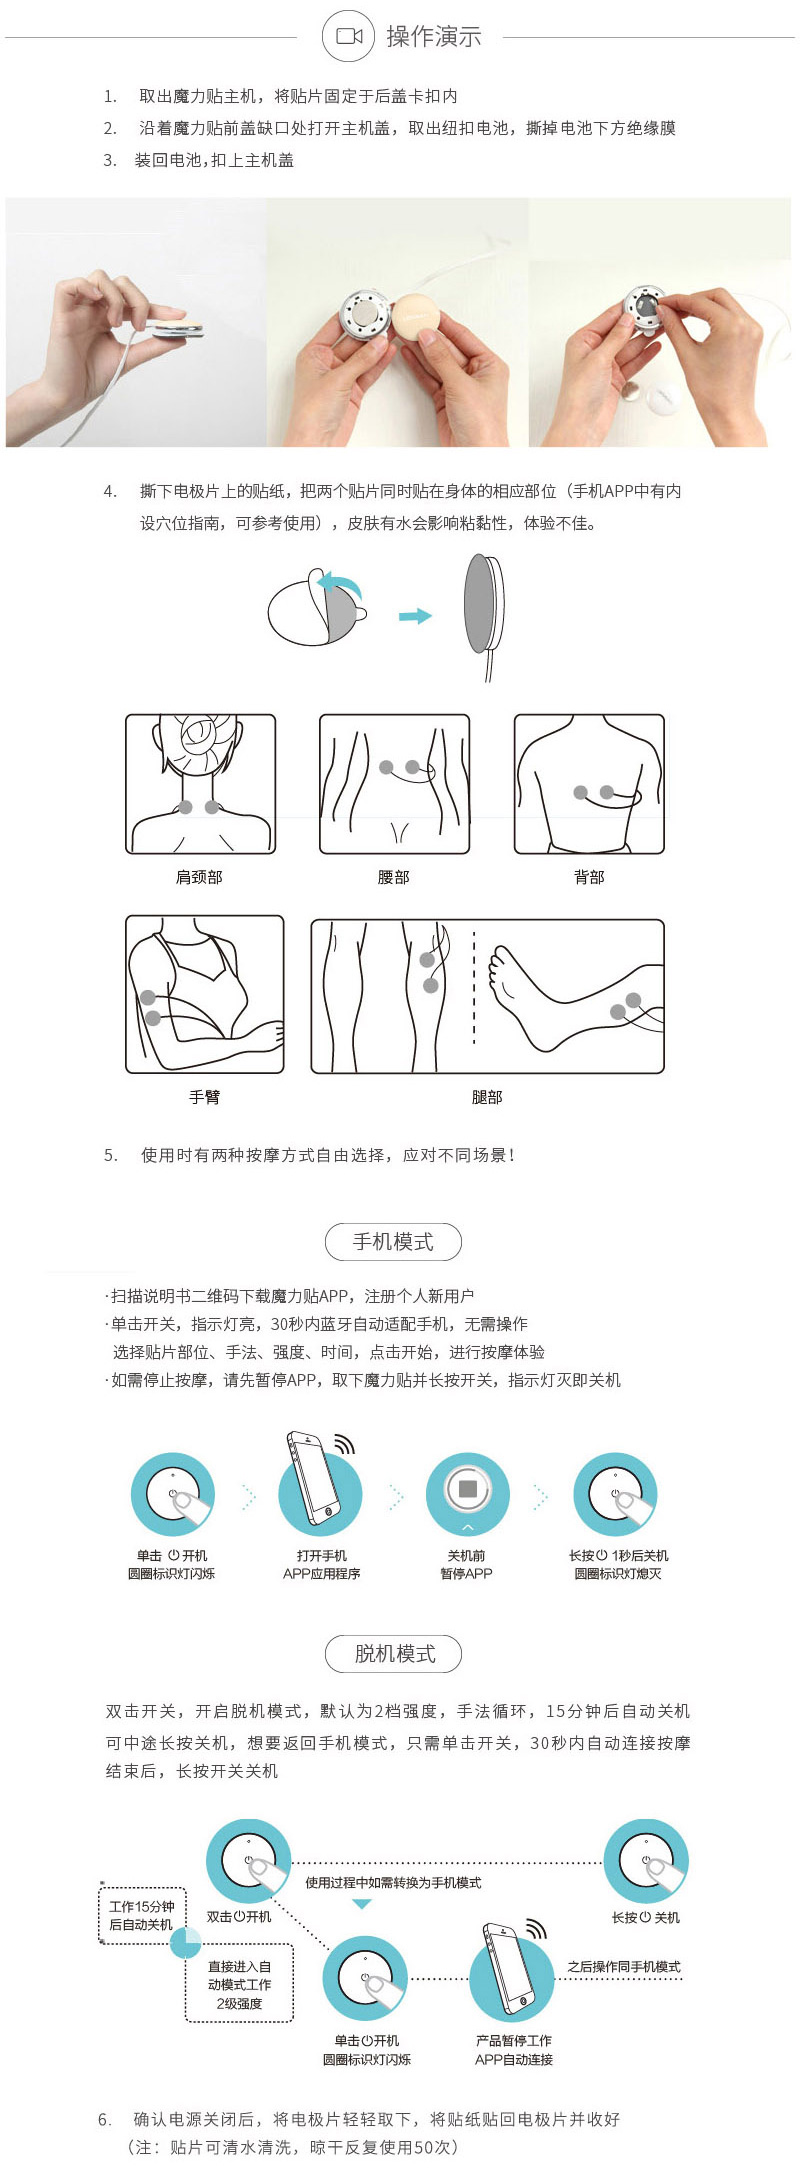 操作演示
1. 取出魔力贴主机，将贴片固定于后盖卡扣内
2. 沿着魔力贴前盖缺口处打开主机盖，取出纽扣电池，撕掉电池下方绝缘膜
3. 装回电池,扣上主机盖
4. 撕下电极片上的贴纸，把两个贴片同时贴在身体的相应部位（手机APP中有内
设穴位指南，可参考使用），皮肤有水会影响粘黏性，体验不佳。
肩颈部
腰部
背部
手臂
腿部
5. 使用时有两种按摩方式自由选择，应对不同场景！
手机模式
·扫描说明书二维码下载魔力贴APP，注册个人新用户
·单击开关，指示灯亮，30秒内蓝牙自动适配手机，无需操作
选择贴片部位、手法、强度、时间，点击开始，进行按摩体验
·如需停止按摩，请先暂停APP，取下魔力贴并长按开关，指示灯灭即关机
单击 开机
圆圈标识灯闪烁
打开手机
APP应用程序
关机前
暂停APP
长按 1秒后关机
圆圈标识灯熄灭
脱机模式
双击开关，开启脱机模式，默认为2档强度，手法循环，15分钟后自动关机
可中途长按关机，想要返回手机模式，只需单击开关，30秒内自动连接按摩
结束后，长按开关关机
使用过程中如需转换为手机模式
工作15分钟
后自动关机
双击 开机
长按 关机
直接进入自
动模式工作
2级强度
之后操作同手机模式
单击 开机
圆圈标识灯闪烁
产品暂停工作
APP自动连接
6. 确认电源关闭后，将电极片轻轻取下，将贴纸贴回电极片并收好
（注：贴片可清水清洗，晾干反复使用50次）